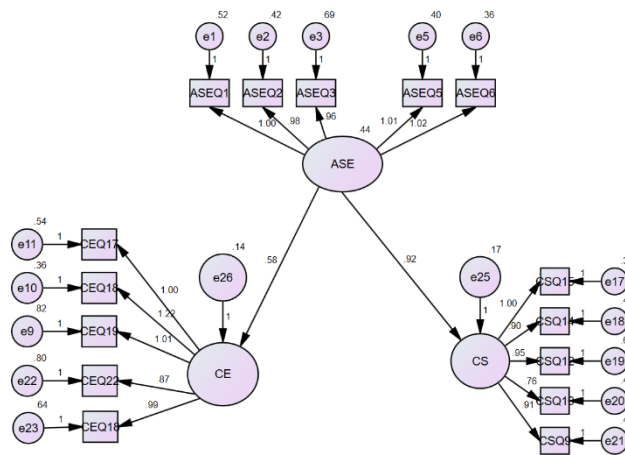 .52 .42 .69 .40 .36
e1 e2 e3 e5 e6
1 1 1 1 1
ASEQ1 ASEQ2 ASEQ3 ASEQ5 ASEQ6
1.00 .98 .96 1.01 1.02
.44
ASE
.58 .92
.54
e11 1 CEQ17
.36
e10 1 CEQ18
.82
e9 1 CEQ19
.80
e22 1 CEQ22
.64
e23 1 CEQ18
1.00
1.22
1.01
.87
.99
.14
e26
1
CE
.17
e25
1
CS
1.00
.90
.95
.76
.91
CSQ15 1 e17
CSQ14 1 e18
CSQ12 1 e19
1 e20
CSQ9 1 e21